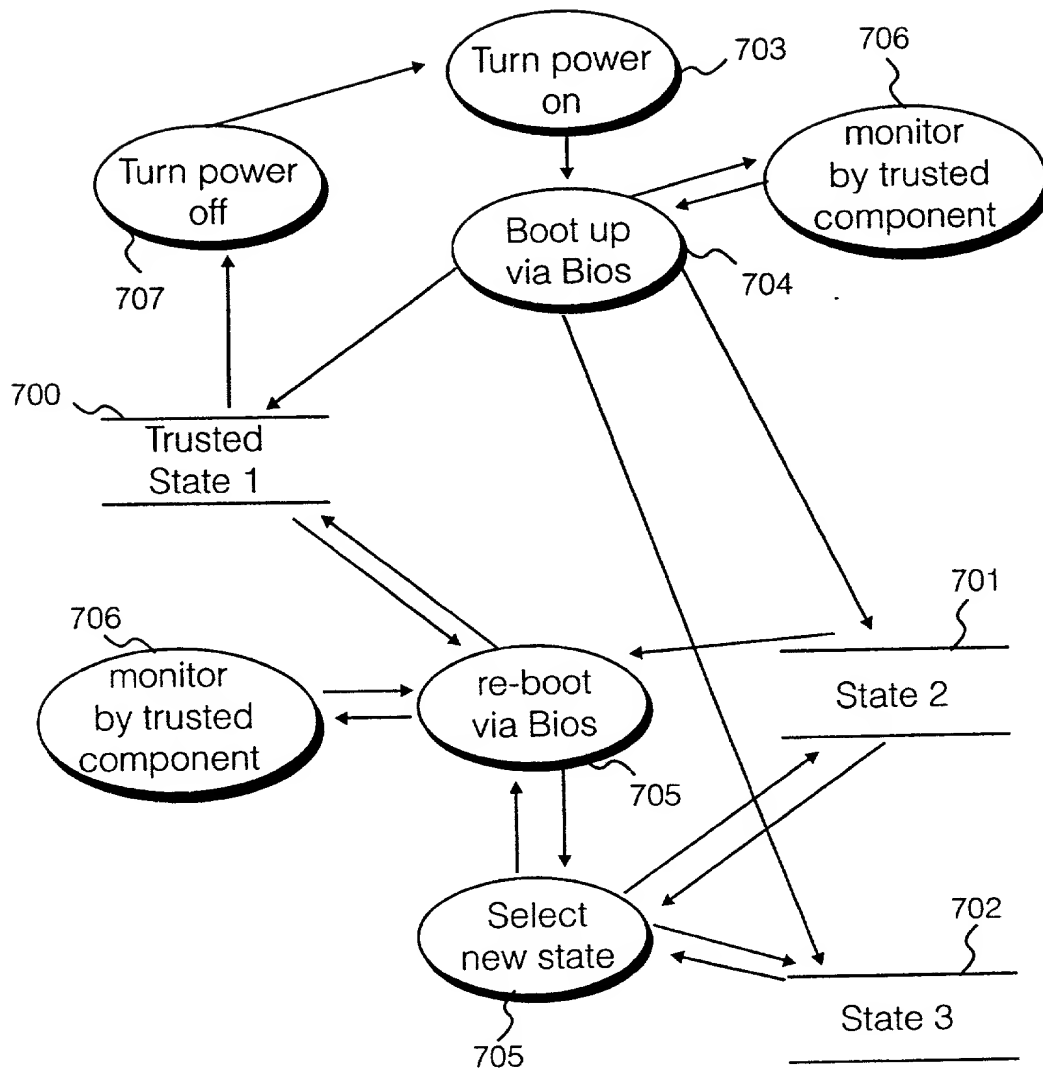 Turn power
on
703
706
monitor
by trusted
component
Turn power
off
707
Boot up
via Bios
704
700
Trusted
State 1
701
State 2
706
monitor
by trusted
component
re-boot
via Bios
705
Select
new state
705
702
State 3